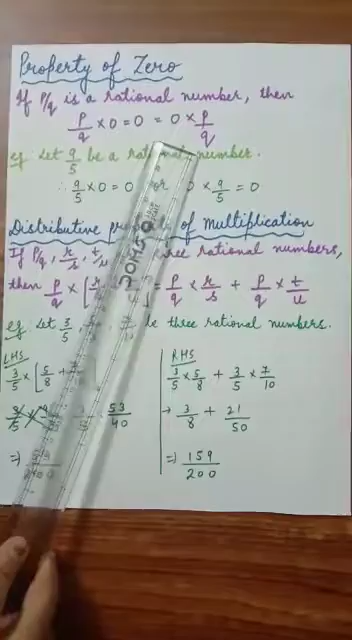 Property of Zero
If P/q is a rational number, then
P/q × 0 = 0 = 0 × P/q
eg Let 9/5 be a number.
∴ 9/5 × 0 = 0 or × 9/5 = 0
Distributive of Multiplication
If P/q, r/s, t/ rational numbers,
then P/q × [ = P/q × r/s + P/q × t/u
eg: Let 3/5, be three rational numbers.
LHS
3/5 × [5/8 +
53/40
⇒
RHS
3/5 × 5/8 + 3/5 × 7/10
→ 3/8 + 21/50
⇒ 159/200
DOMSO